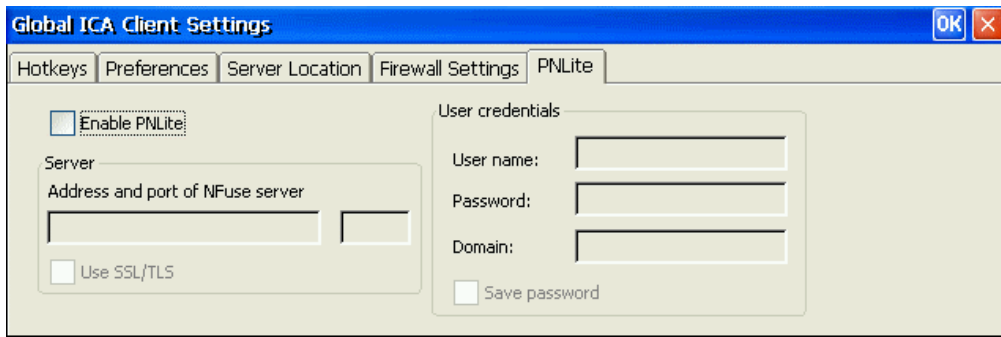 Global ICA Client Settings OK
Hotkeys Preferences Server Location Firewall Settings PNLite
Enable PNLite
Server
Address and port of NFuse server
Use SSL/TLS
User credentials
User name:
Password:
Domain:
Save password